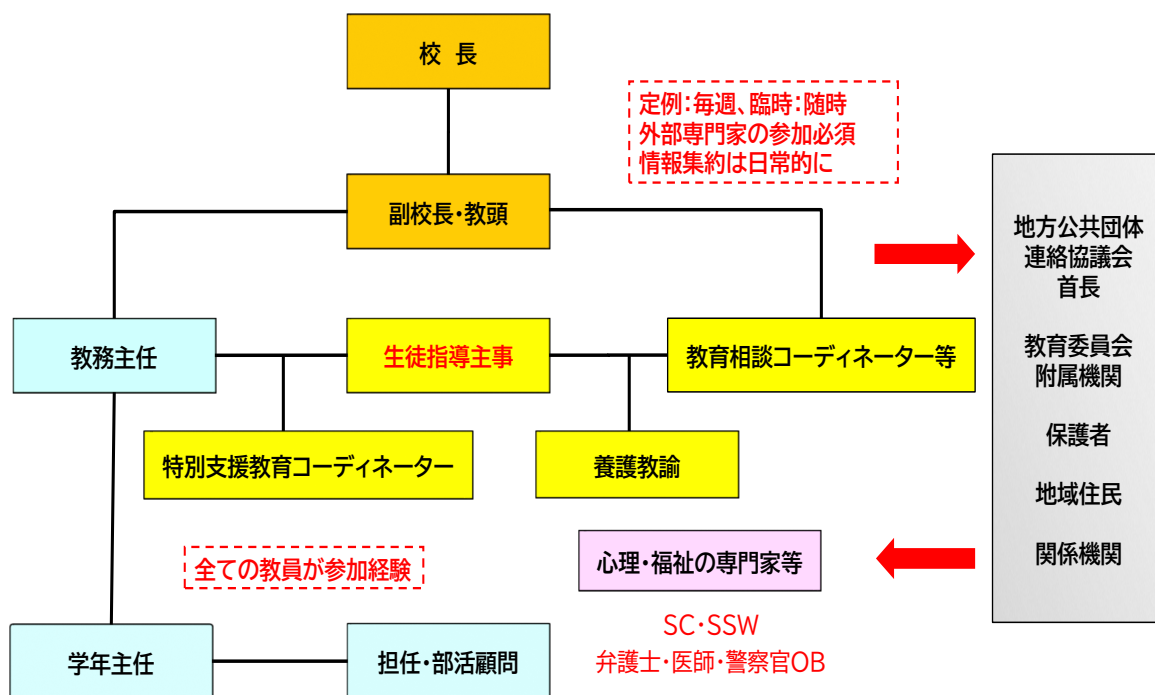 校 長
定例：毎週、臨時：随時
外部専門家の参加必須
情報集約は日常的に
副校長・教頭
地方公共団体
連絡協議会
首長
教育委員会
附属機関
保護者
地域住民
関係機関
教務主任
生徒指導主事
教育相談コーディネーター等
特別支援教育コーディネーター
養護教諭
全ての教員が参加経験
心理・福祉の専門家等
SC・SSW
弁護士・医師・警察官OB
学年主任
担任・部活顧問